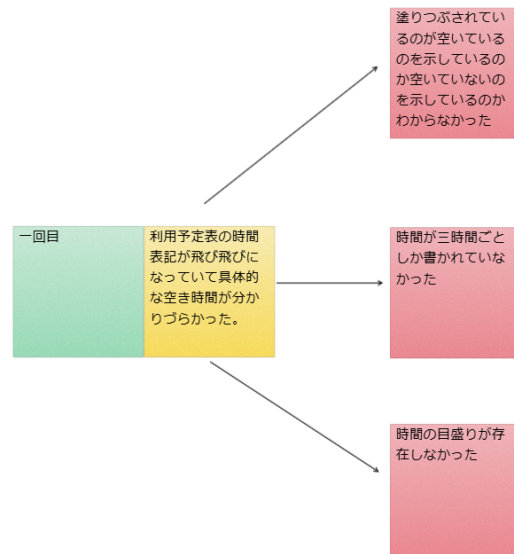 塗りつぶされてい
るのが空いている
のを示しているの
か空いていないの
を示しているのか
わからなかった
一回目
利用予定表の時間
表記が飛び飛びに
なっていて具体的
な空き時間が分か
りづらかった。
時間が三時間ごと
しか書かれていな
かった
時間の目盛りが存
在しなかった